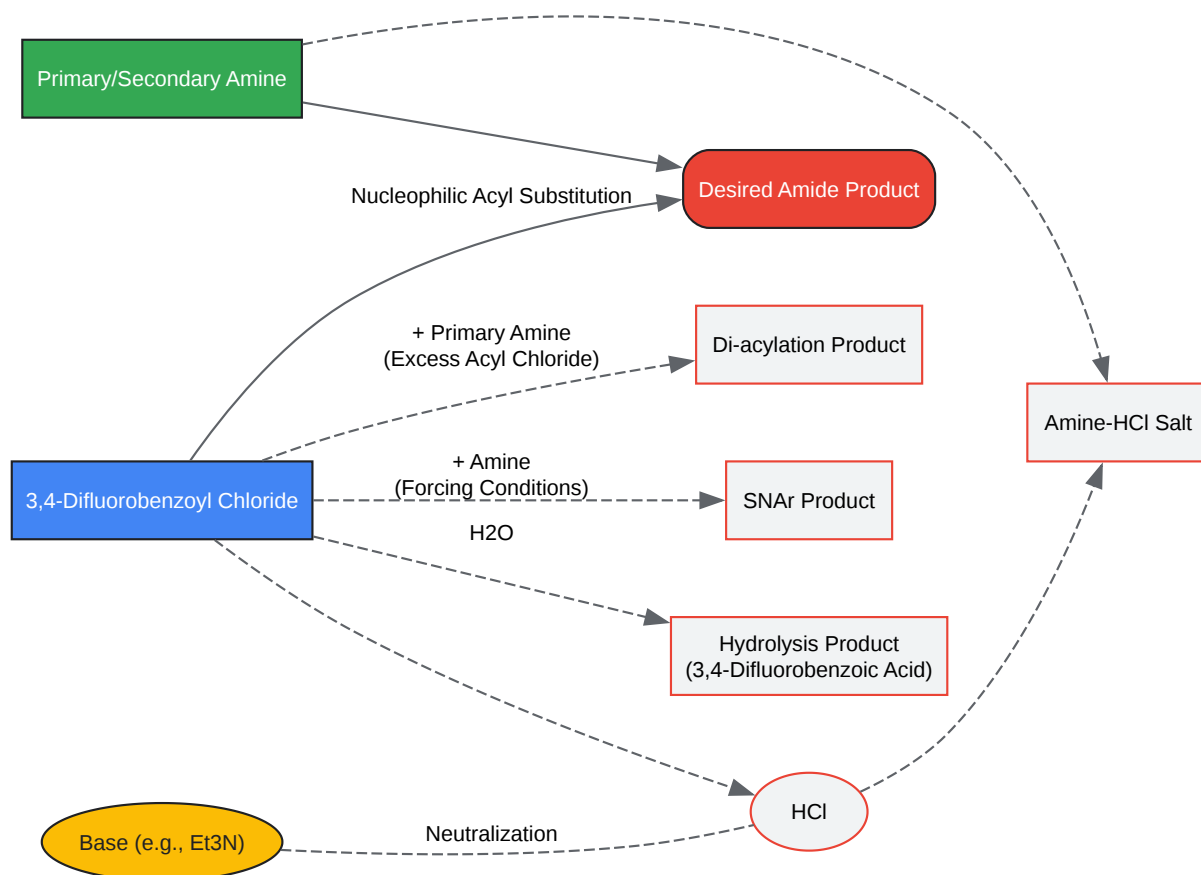 Primary/Secondary Amine
Desired Amide Product
Nucleophilic Acyl Substitution
+ Primary Amine
(Excess Acyl Chloride)
Di-acylation Product
Amine-HCl Salt
3,4-Difluorobenzoyl Chloride
+ Amine
(Forcing Conditions)
SNAr Product
H2O
Hydrolysis Product
(3,4-Difluorobenzoic Acid)
HCl
Base (e.g., Et3N)
Neutralization